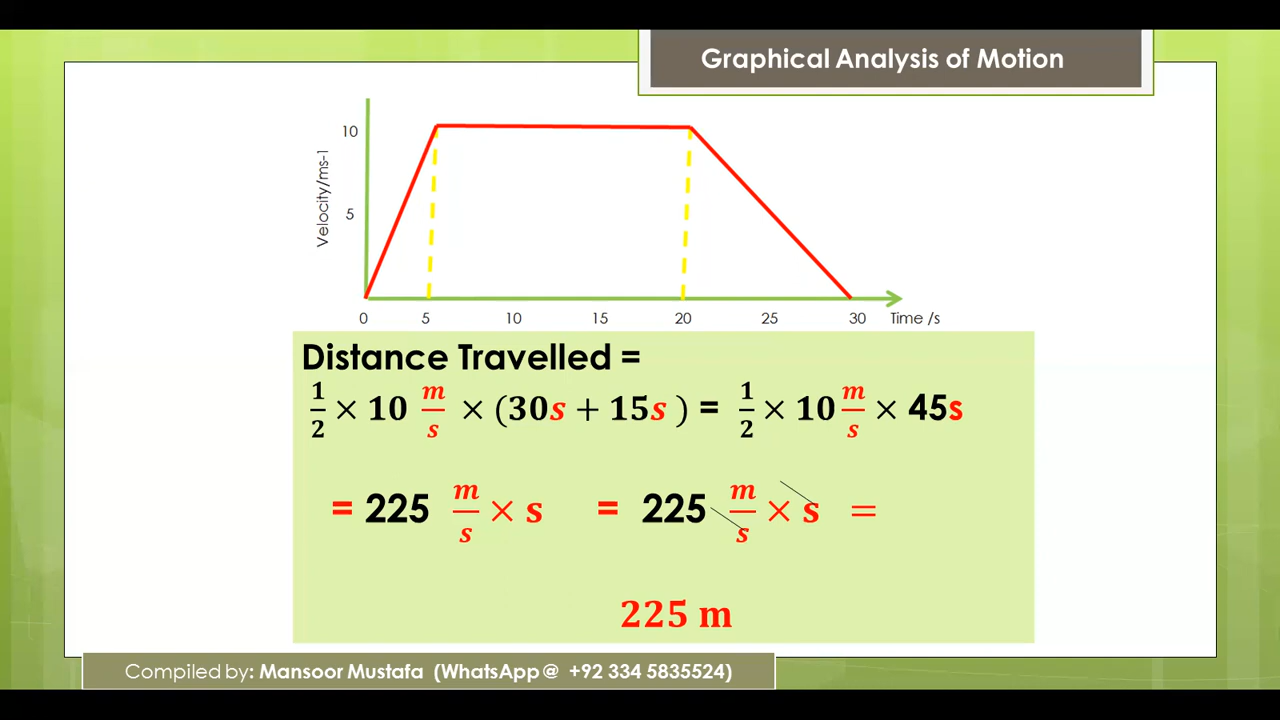 Graphical Analysis of Motion
10
5
Velocity/ms-1
0 5 10 15 20 25 30 Time /s
Distance Travelled =
1/2 × 10 m/s × (30s + 15s ) = 1/2 × 10 m/s × 45s
= 225 m/s × s = 225 m/s × s =
225 m
Compiled by: Mansoor Mustafa (WhatsApp@ +92 334 5835524)